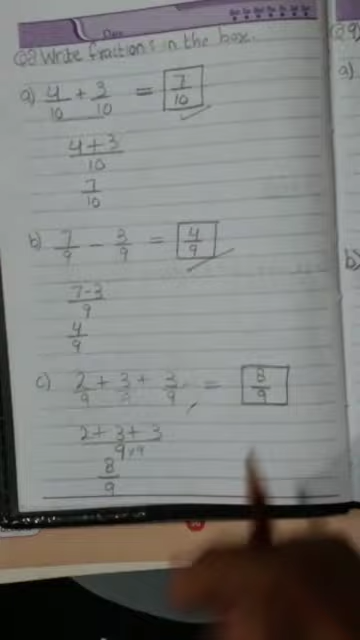 Date
Q8 Write fractions in the box.
a) 4/10 + 3/10 = 7/10
4+3/10
7/10
b) 7/9 - 3/9 = 4/9
7-3/9
4/9
c) 2/9 + 3/9 + 3/9 = 8/9
2+3+3/9
8/9
a)
b)